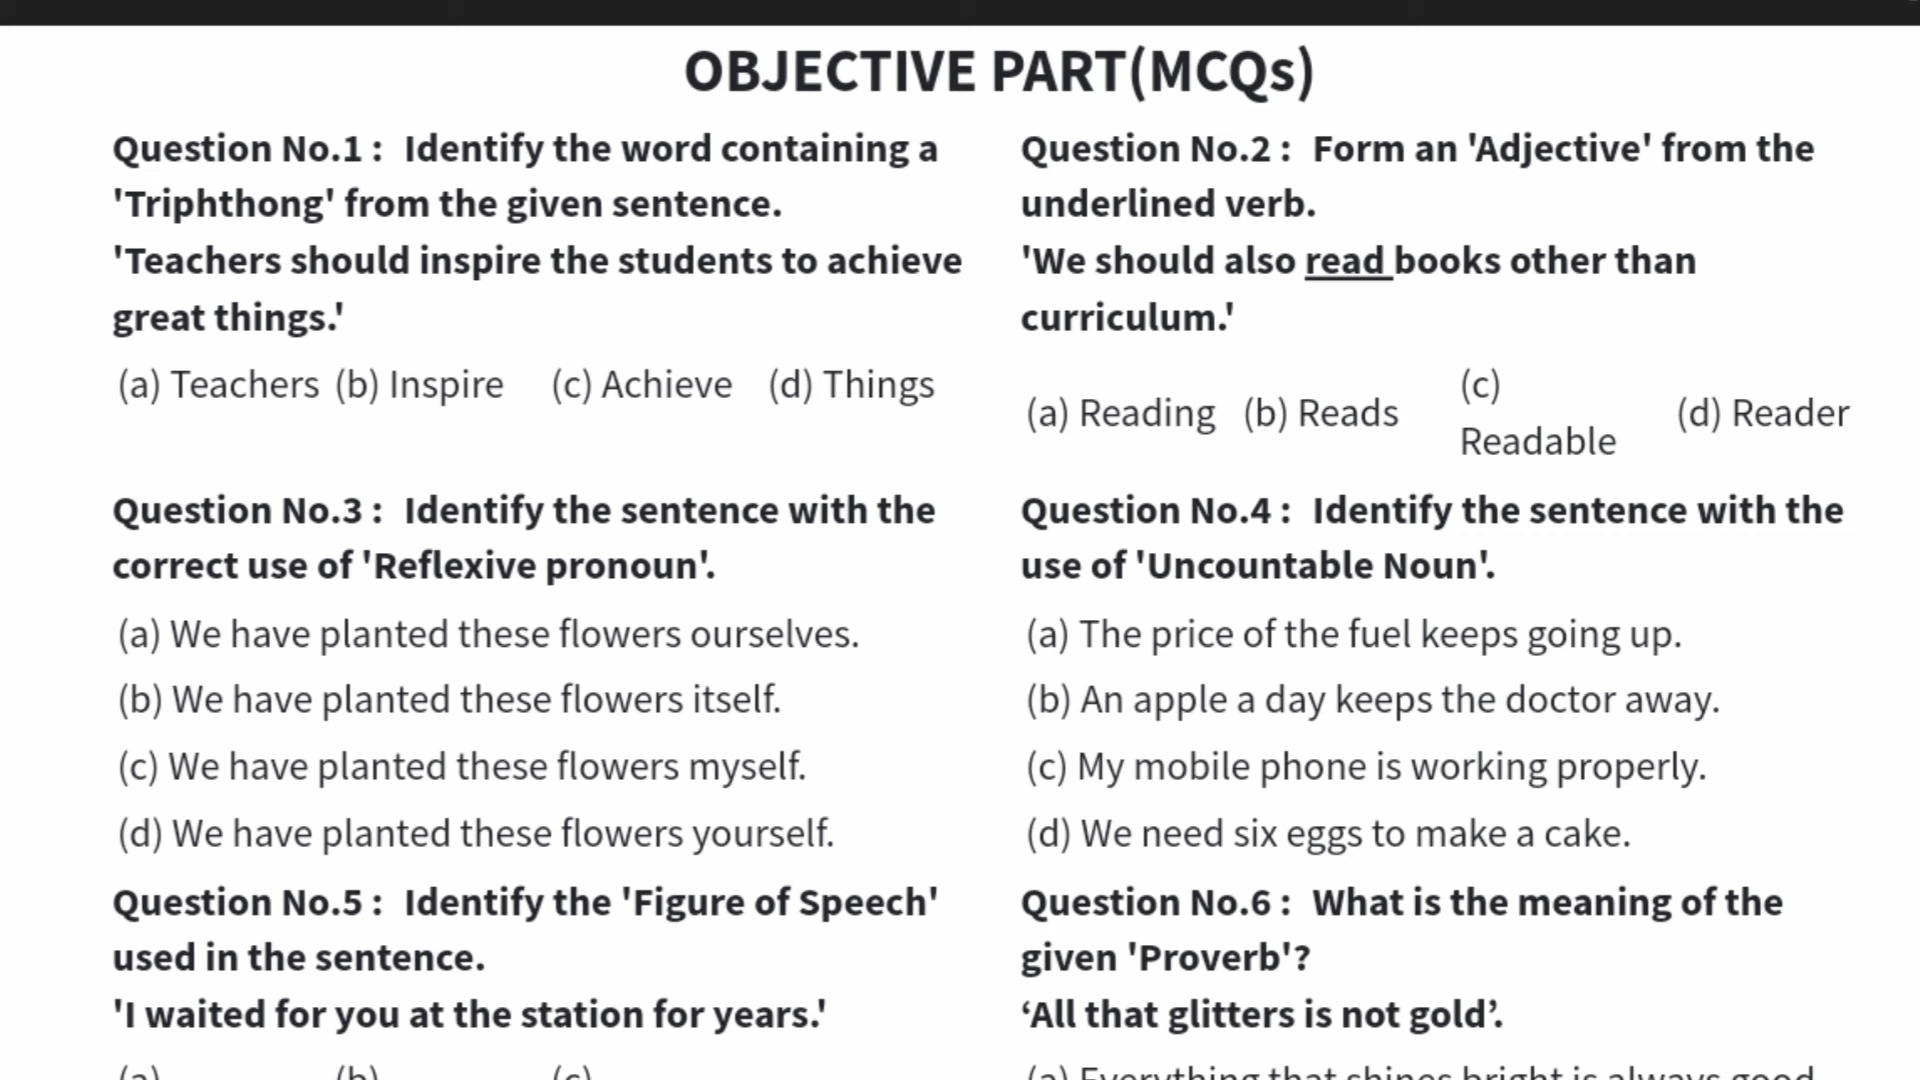 OBJECTIVE PART(MCQs)
Question No.1 : Identify the word containing a
'Triphthong' from the given sentence.
'Teachers should inspire the students to achieve
great things.'
(a) Teachers (b) Inspire (c) Achieve (d) Things
Question No.2 : Form an 'Adjective' from the
underlined verb.
'We should also read books other than
curriculum.'
(a) Reading (b) Reads (c) Readable (d) Reader
Question No.3 : Identify the sentence with the
correct use of 'Reflexive pronoun'.
(a) We have planted these flowers ourselves.
(b) We have planted these flowers itself.
(c) We have planted these flowers myself.
(d) We have planted these flowers yourself.
Question No.4 : Identify the sentence with the
use of 'Uncountable Noun'.
(a) The price of the fuel keeps going up.
(b) An apple a day keeps the doctor away.
(c) My mobile phone is working properly.
(d) We need six eggs to make a cake.
Question No.5 : Identify the 'Figure of Speech'
used in the sentence.
'I waited for you at the station for years.'
(a) (b) (c)
Question No.6 : What is the meaning of the
given 'Proverb'?
‘All that glitters is not gold’.
(a) Everything that shines bright is always good